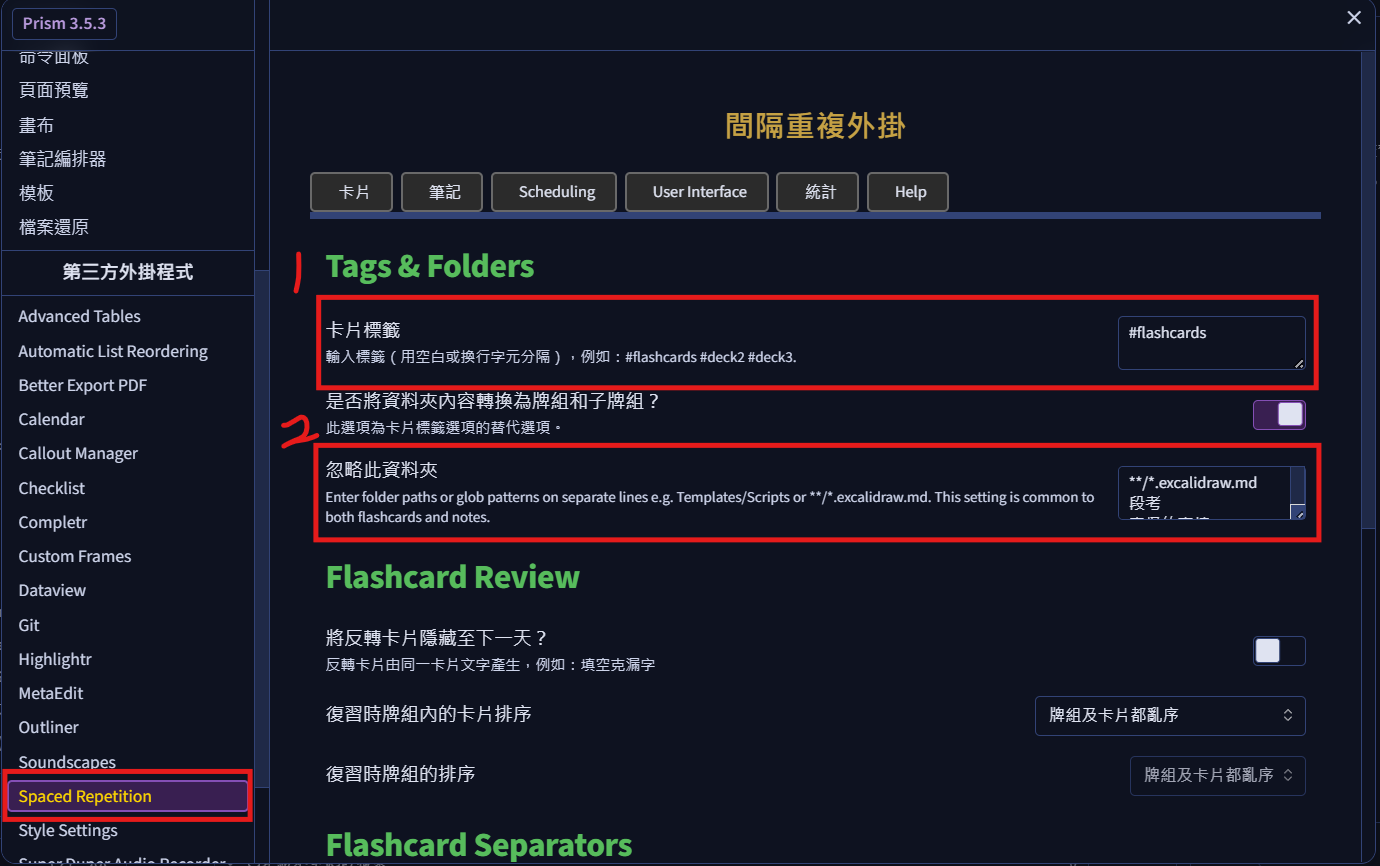 Prism 3.5.3
命令面板
頁面預覽
畫布
筆記編排器
模板
檔案還原
第三方外掛程式
Advanced Tables
Automatic List Reordering
Better Export PDF
Calendar
Callout Manager
Checklist
Completr
Custom Frames
Dataview
Git
Highlightr
MetaEdit
Outliner
Soundscapes
Spaced Repetition
Style Settings
Super Duper Audio Recorder
間隔重複外掛
卡片
筆記
Scheduling
User Interface
統計
Help
1
Tags & Folders
卡片標籤
輸入標籤（用空白或換行字元分隔），例如：#flashcards #deck2 #deck3.
#flashcards
是否將資料夾內容轉換為牌組和子牌組？
此選項為卡片標籤選項的替代選項。
2
忽略此資料夾
Enter folder paths or glob patterns on separate lines e.g. Templates/Scripts or **/*.excalidraw.md. This setting is common to
both flashcards and notes.
**/*.excalidraw.md
段考
Flashcard Review
將反轉卡片隱藏至下一天？
反轉卡片由同一卡片文字產生，例如：填空克漏字
復習時牌組內的卡片排序
牌組及卡片都亂序
復習時牌組的排序
牌組及卡片都亂序
Flashcard Separators